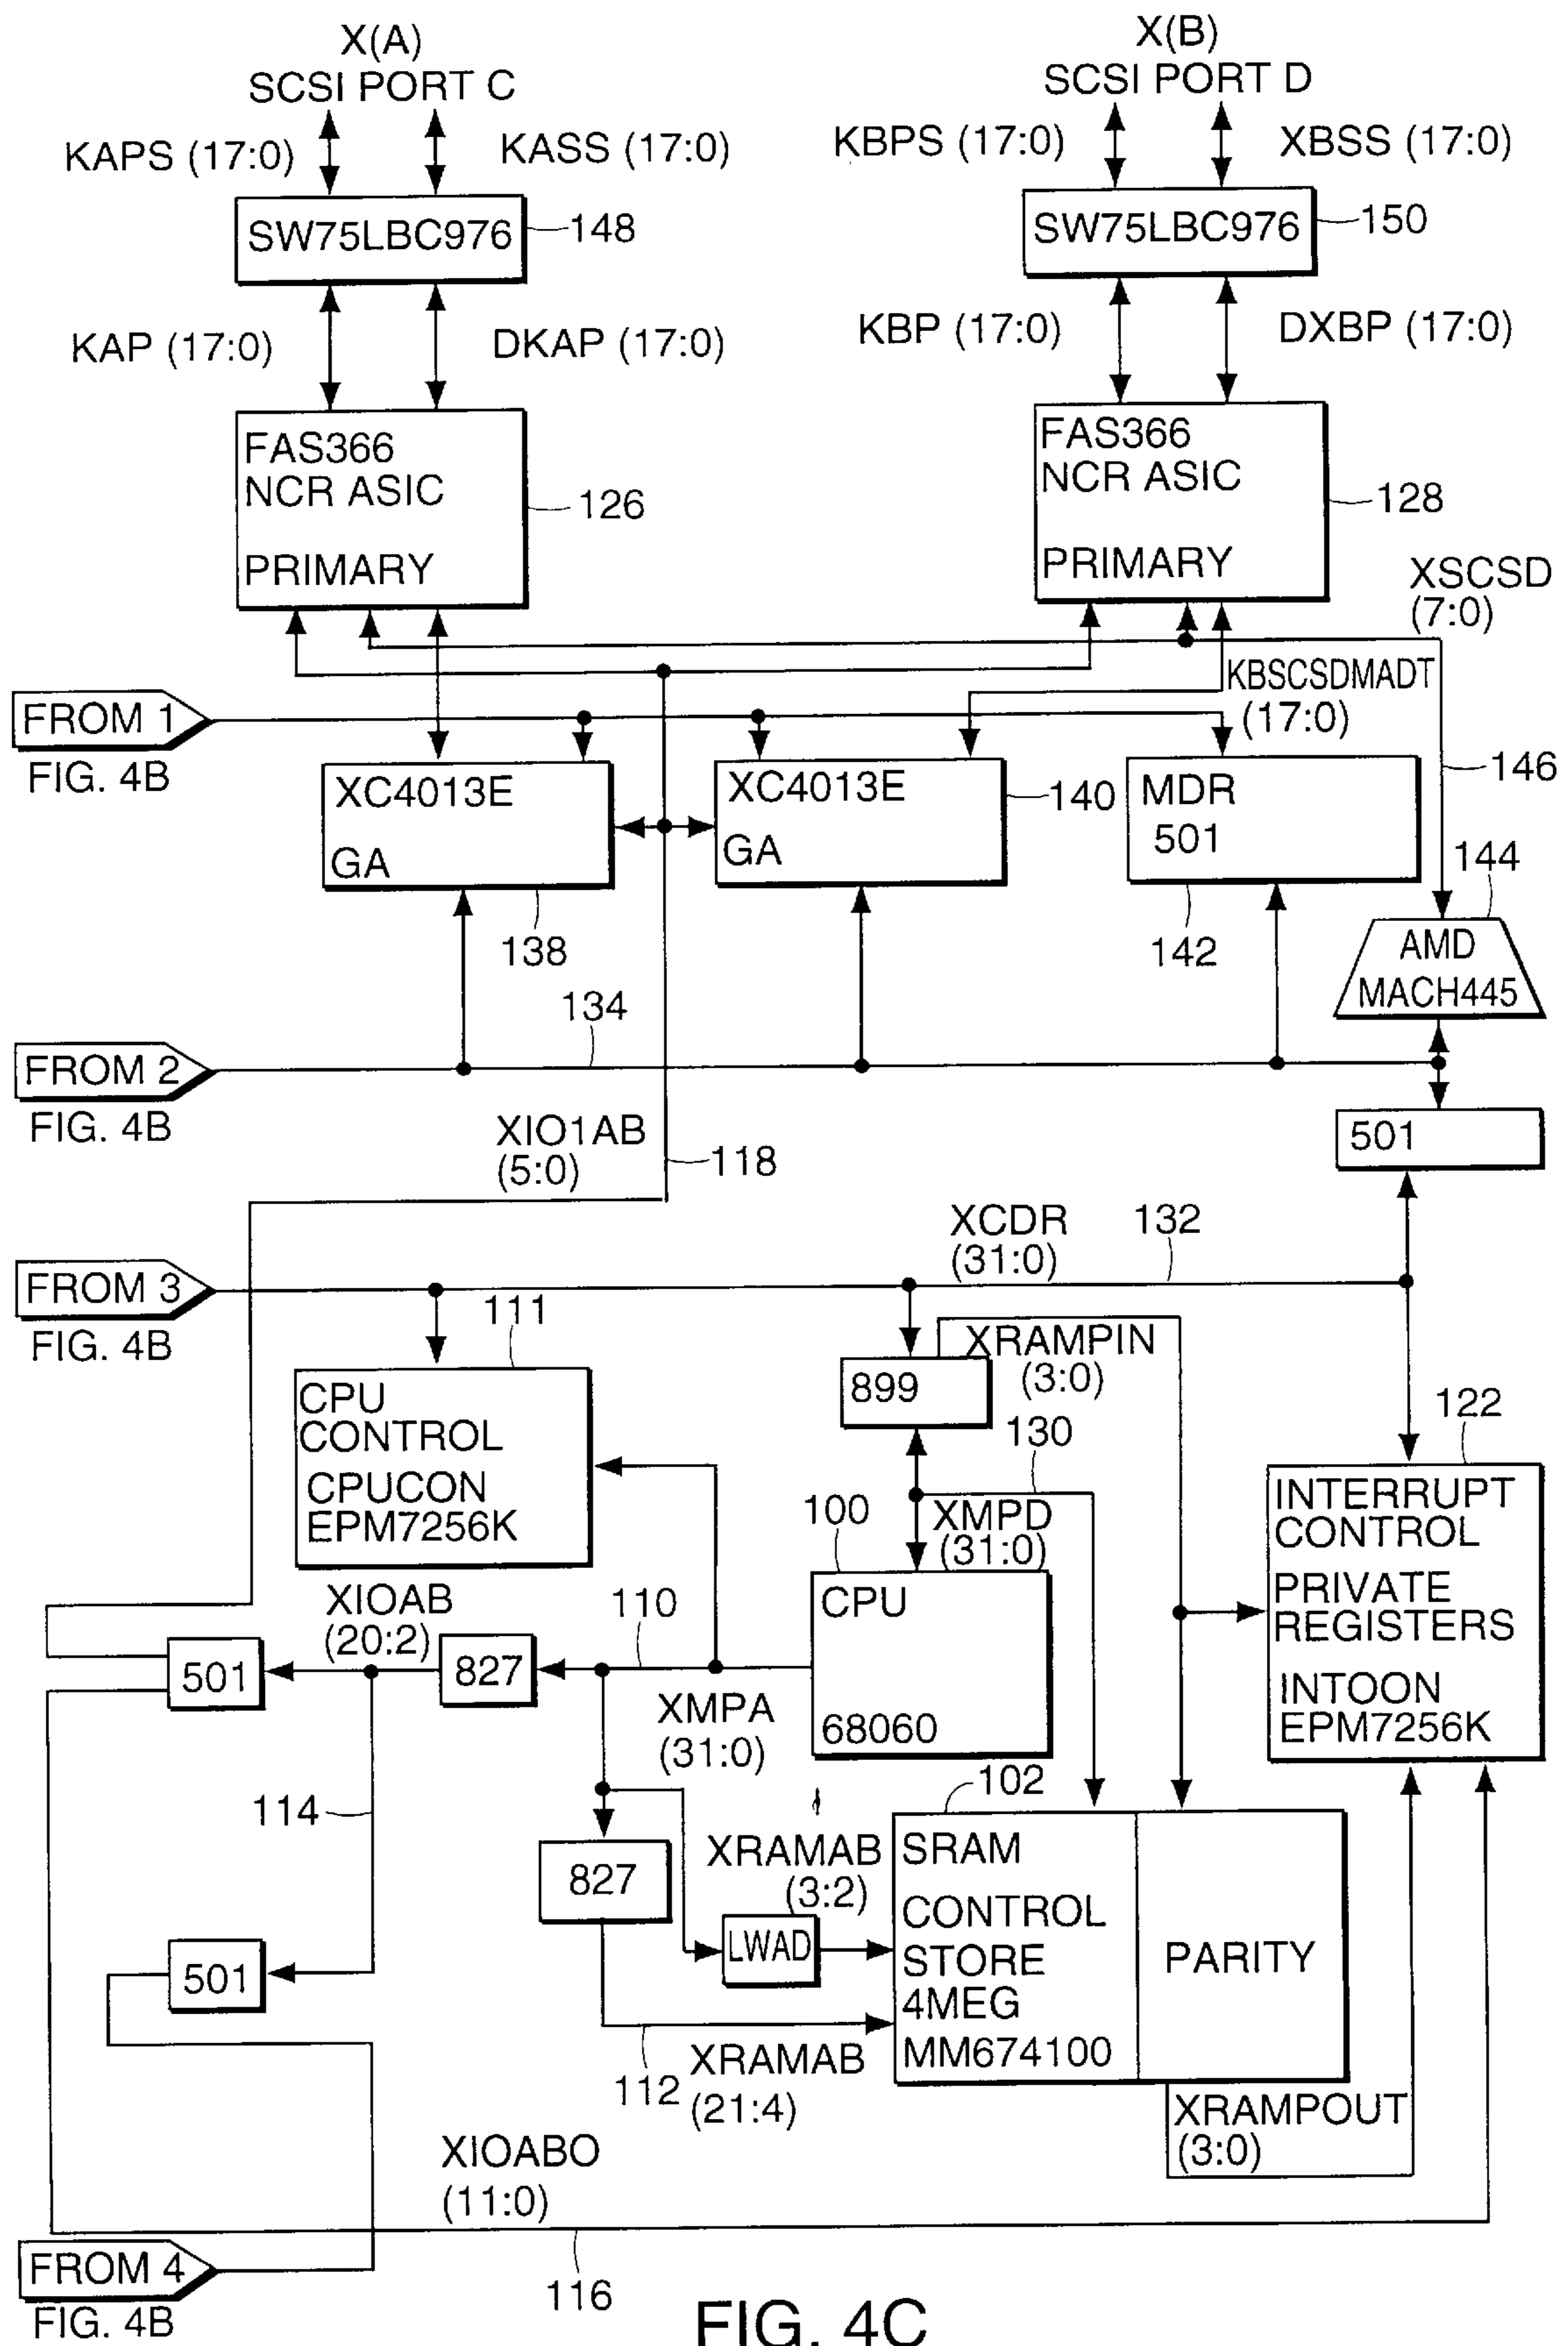 X(A)
SCSI PORT C
X(B)
SCSI PORT D
KAPS (17:0)
KASS (17:0)
KBPS (17:0)
XBSS (17:0)
SW75LBC976
148
SW75LBC976
150
KAP (17:0)
DKAP (17:0)
KBP (17:0)
DXBP (17:0)
FAS366
NCR ASIC
PRIMARY
126
FAS366
NCR ASIC
PRIMARY
128
XSCSD
(7:0)
KBSCSDMADT
(17:0)
FROM 1
FIG. 4B
XC4013E
GA
138
XC4013E
GA
140
MDR
501
142
146
144
AMD
MACH445
134
FROM 2
FIG. 4B
501
XIO1AB
(5:0)
118
XCDR
(31:0)
132
FROM 3
FIG. 4B
111
CPU
CONTROL
CPUCON
EPM7256K
899
XRAMPIN
(3:0)
130
122
INTERRUPT
CONTROL
PRIVATE
REGISTERS
INTOON
EPM7256K
100
XMPD
(31:0)
CPU
68060
XIOAB
(20:2)
110
501
827
XMPA
(31:0)
114
827
XRAMAB
(3:2)
LWAD
102
SRAM
CONTROL
STORE
4MEG
MM674100
PARITY
501
112
XRAMAB
(21:4)
XRAMPOUT
(3:0)
XIOABO
(11:0)
FROM 4
FIG. 4B
116
FIG. 4C